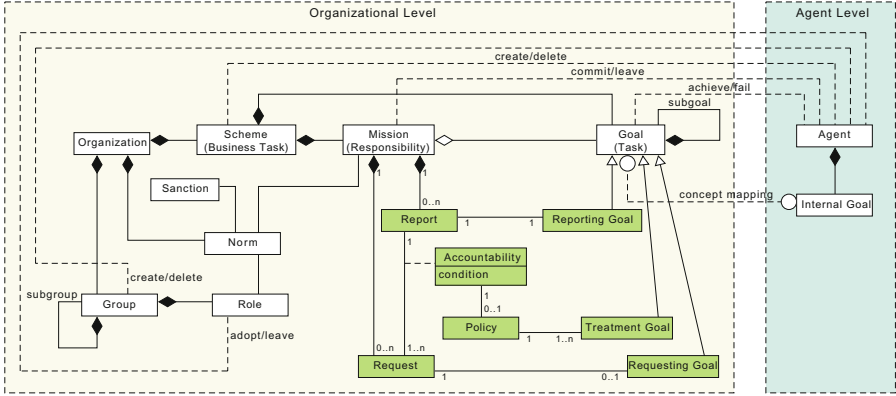 Organizational Level
Agent Level
create/delete
commit/leave
achieve/fail
subgoal
Organization
Scheme
(Business Task)
Mission
(Responsibility)
Goal
(Task)
Agent
1
1
Sanction
concept mapping
Internal Goal
0..n
Report
1
1
Reporting Goal
Norm
1
Accountability
condition
create/delete
subgroup
Group
Role
1
0..1
Policy
1
1..n
Treatment Goal
adopt/leave
0..n
1..n
Request
1
0..1
Requesting Goal